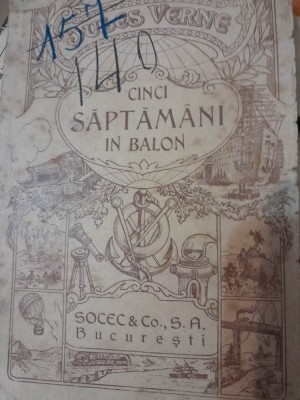 JULES VERNE
157
140
CINCI
SĂPTĂMÂNI
IN BALON
SOCEC & Co., S. A.
București